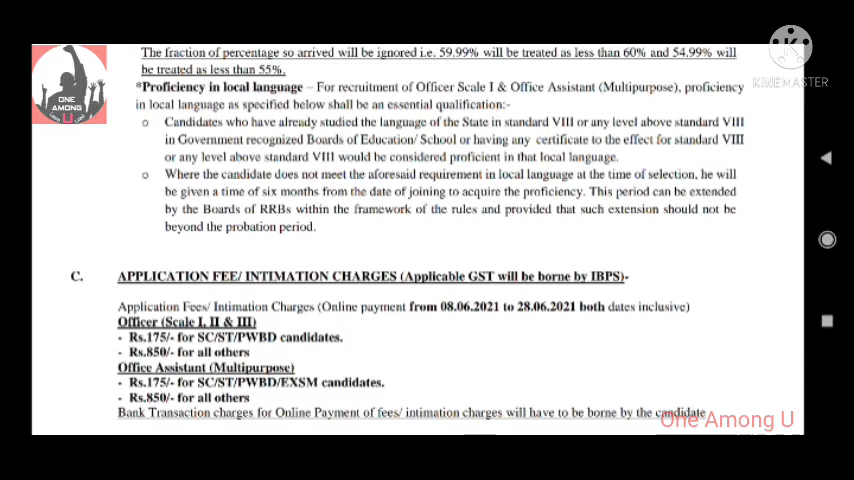 The fraction of percentage so arrived will be ignored i.e. 59.99% will be treated as less than 60% and 54.99% will
be treated as less than 55%.
*Proficiency in local language – For recruitment of Officer Scale I & Office Assistant (Multipurpose), proficiency
in local language as specified below shall be an essential qualification:-
o Candidates who have already studied the language of the State in standard VIII or any level above standard VIII
in Government recognized Boards of Education/ School or having any certificate to the effect for standard VIII
or any level above standard VIII would be considered proficient in that local language.
o Where the candidate does not meet the aforesaid requirement in local language at the time of selection, he will
be given a time of six months from the date of joining to acquire the proficiency. This period can be extended
by the Boards of RRBs within the framework of the rules and provided that such extension should not be
beyond the probation period.
C. APPLICATION FEE/ INTIMATION CHARGES (Applicable GST will be borne by IBPS)-
Application Fees/ Intimation Charges (Online payment from 08.06.2021 to 28.06.2021 both dates inclusive)
Officer (Scale I, II & III)
- Rs.175/- for SC/ST/PWBD candidates.
- Rs.850/- for all others
Office Assistant (Multipurpose)
- Rs.175/- for SC/ST/PWBD/EXSM candidates.
- Rs.850/- for all others
Bank Transaction charges for Online Payment of fees/ intimation charges will have to be borne by the candidate
One Among U
ONE
AMONG
U
KINEMASTER